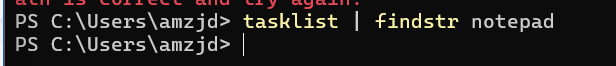 ath is correct and try again.
PS C:\Users\amzjd> tasklist | findstr notepad
PS C:\Users\amzjd>